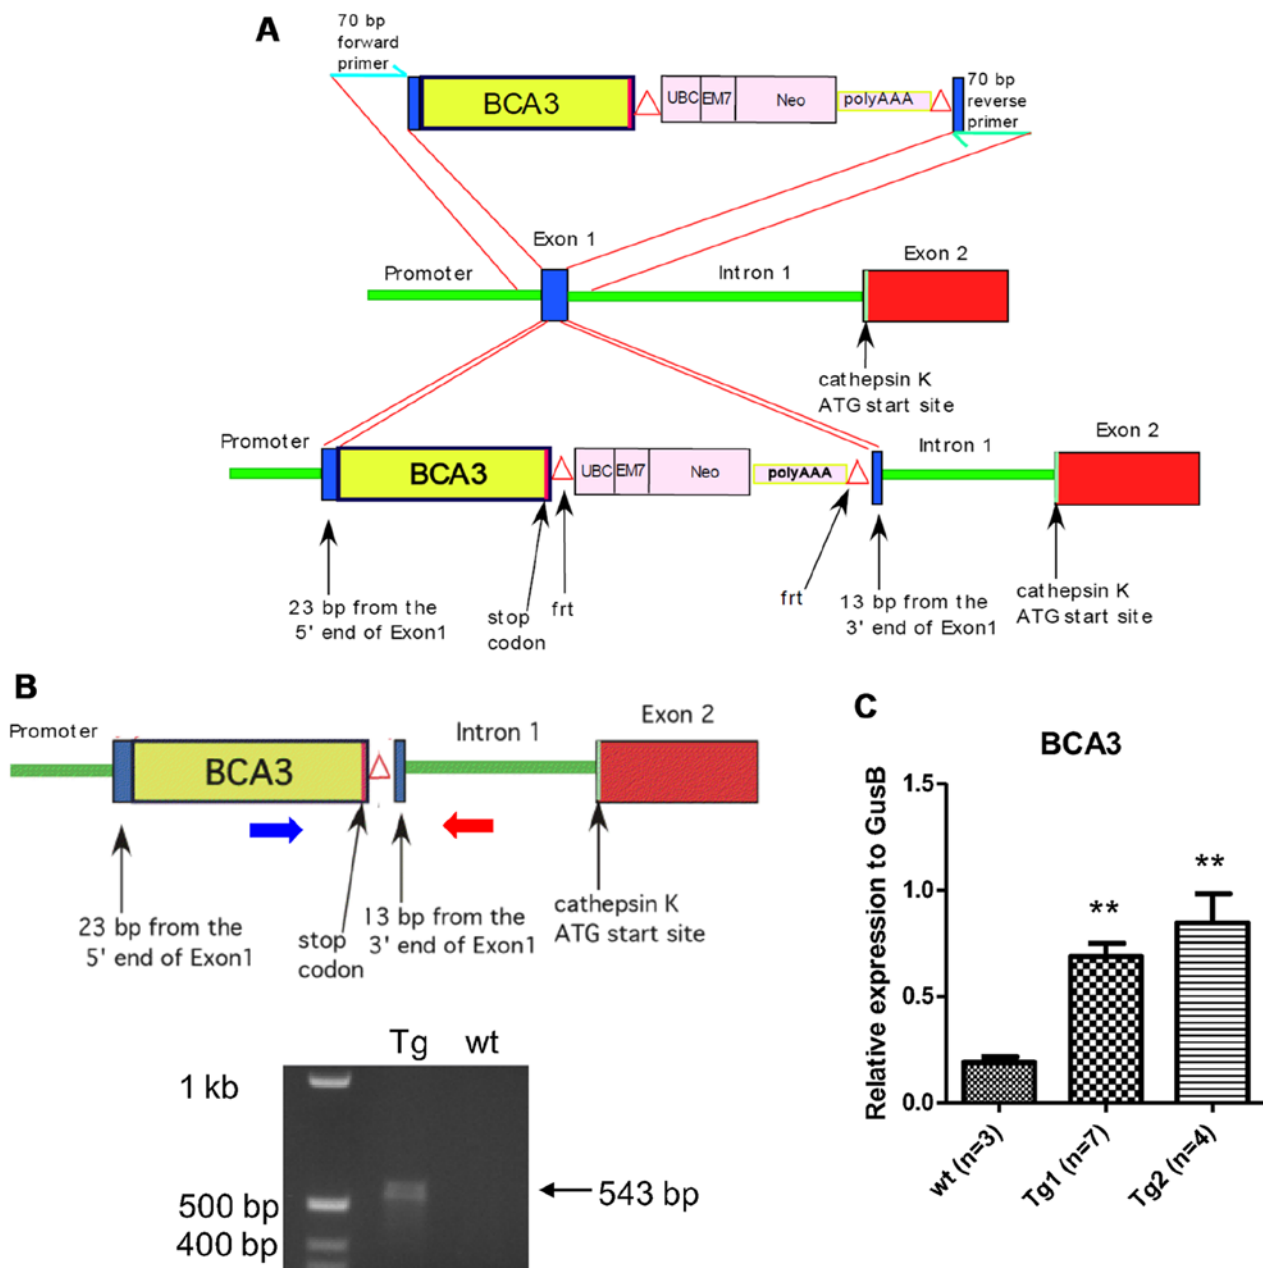 A
70 bp
forward
primer
BCA3
UBC EM7 Neo
polyAAA
70 bp
reverse
primer
Exon 1
Promoter
Intron 1
Exon 2
cathepsin K
ATG start site
Promoter
BCA3
UBC EM7 Neo
polyAAA
Intron 1
Exon 2
23 bp from the
5' end of Exon1
stop
codon
frt
frt
13 bp from the
3' end of Exon1
cathepsin K
ATG start site
B
Promoter
BCA3
Intron 1
Exon 2
23 bp from the
5' end of Exon1
stop
codon
13 bp from the
3' end of Exon1
cathepsin K
ATG start site
Tg wt
1 kb
500 bp
400 bp
543 bp
C
BCA3
Relative expression to GusB
1.5
1.0
0.5
0.0
**
**
wt (n=3)
Tg1 (n=7)
Tg2 (n=4)